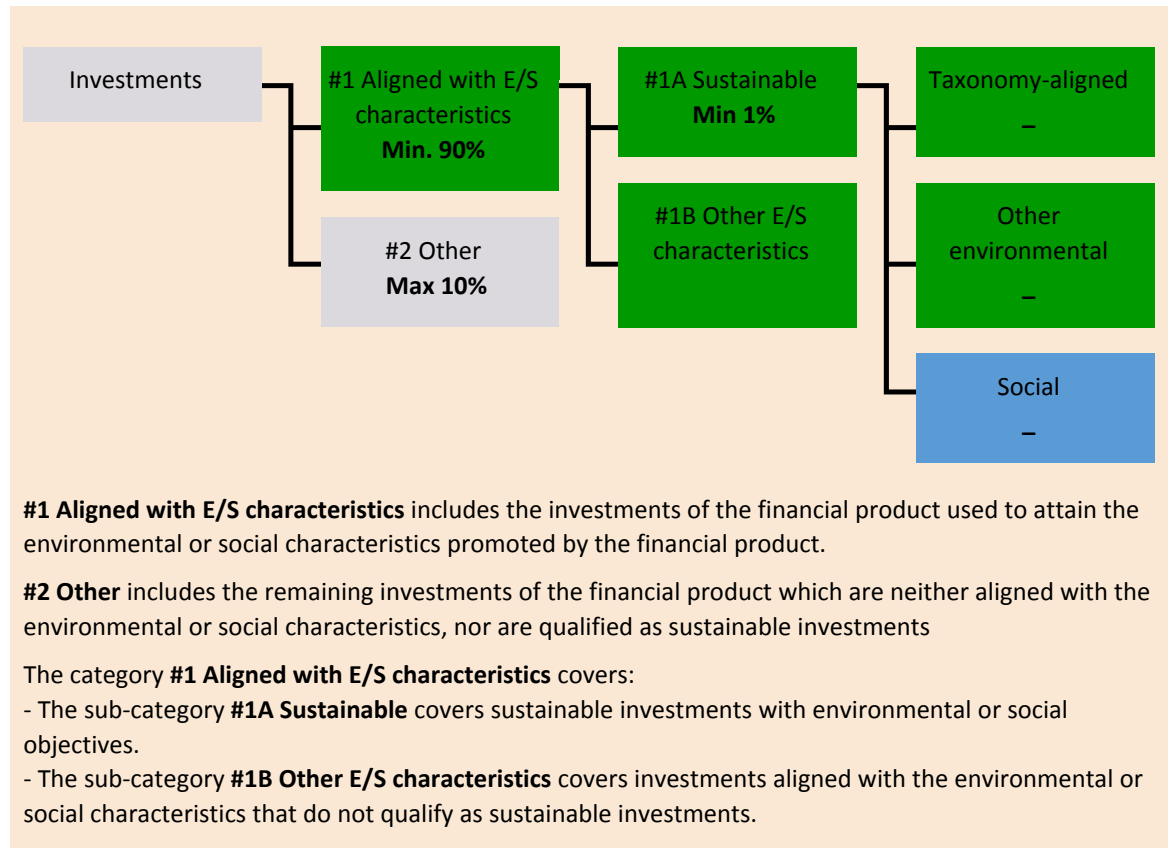 Investments
#1 Aligned with E/S
characteristics
Min. 90%
#2 Other
Max 10%
#1A Sustainable
Min 1%
#1B Other E/S
characteristics
Taxonomy-aligned
–
Other
environmental
–
Social
–
#1 Aligned with E/S characteristics includes the investments of the financial product used to attain the
environmental or social characteristics promoted by the financial product.
#2 Other includes the remaining investments of the financial product which are neither aligned with the
environmental or social characteristics, nor are qualified as sustainable investments
The category #1 Aligned with E/S characteristics covers:
- The sub-category #1A Sustainable covers sustainable investments with environmental or social
objectives.
- The sub-category #1B Other E/S characteristics covers investments aligned with the environmental or
social characteristics that do not qualify as sustainable investments.